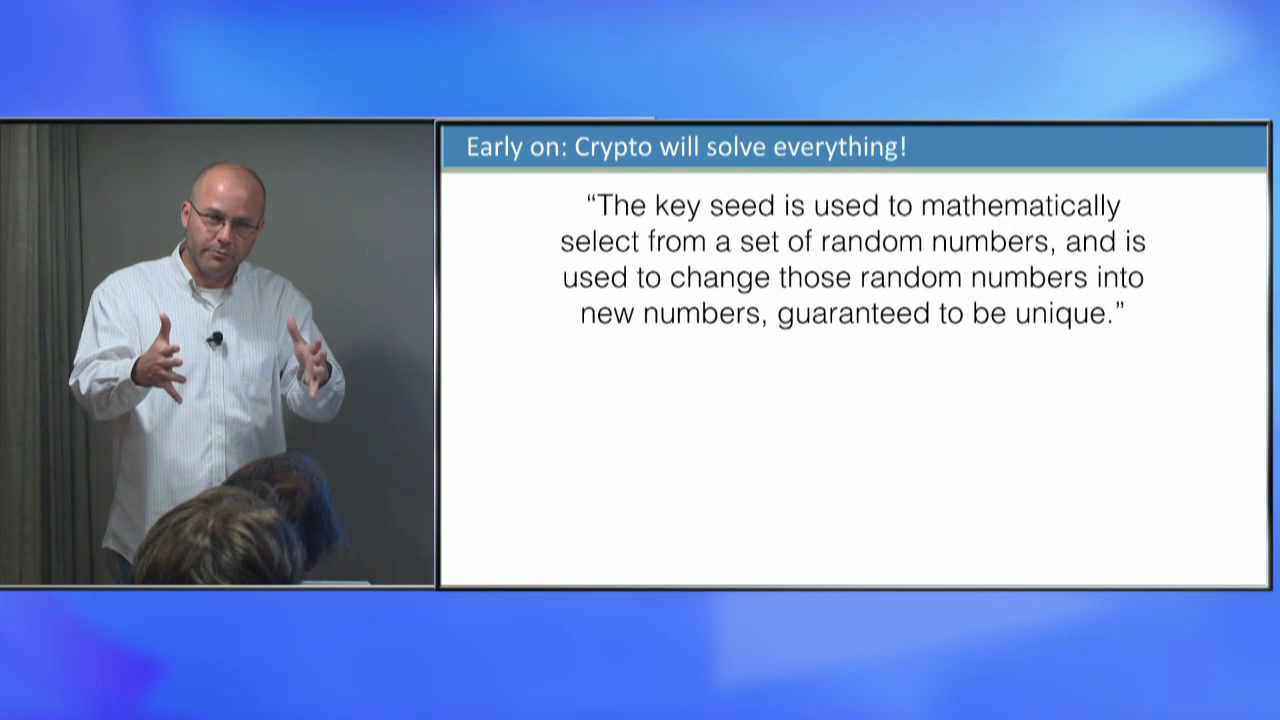 Early on: Crypto will solve everything!
“The key seed is used to mathematically
select from a set of random numbers, and is
used to change those random numbers into
new numbers, guaranteed to be unique.”